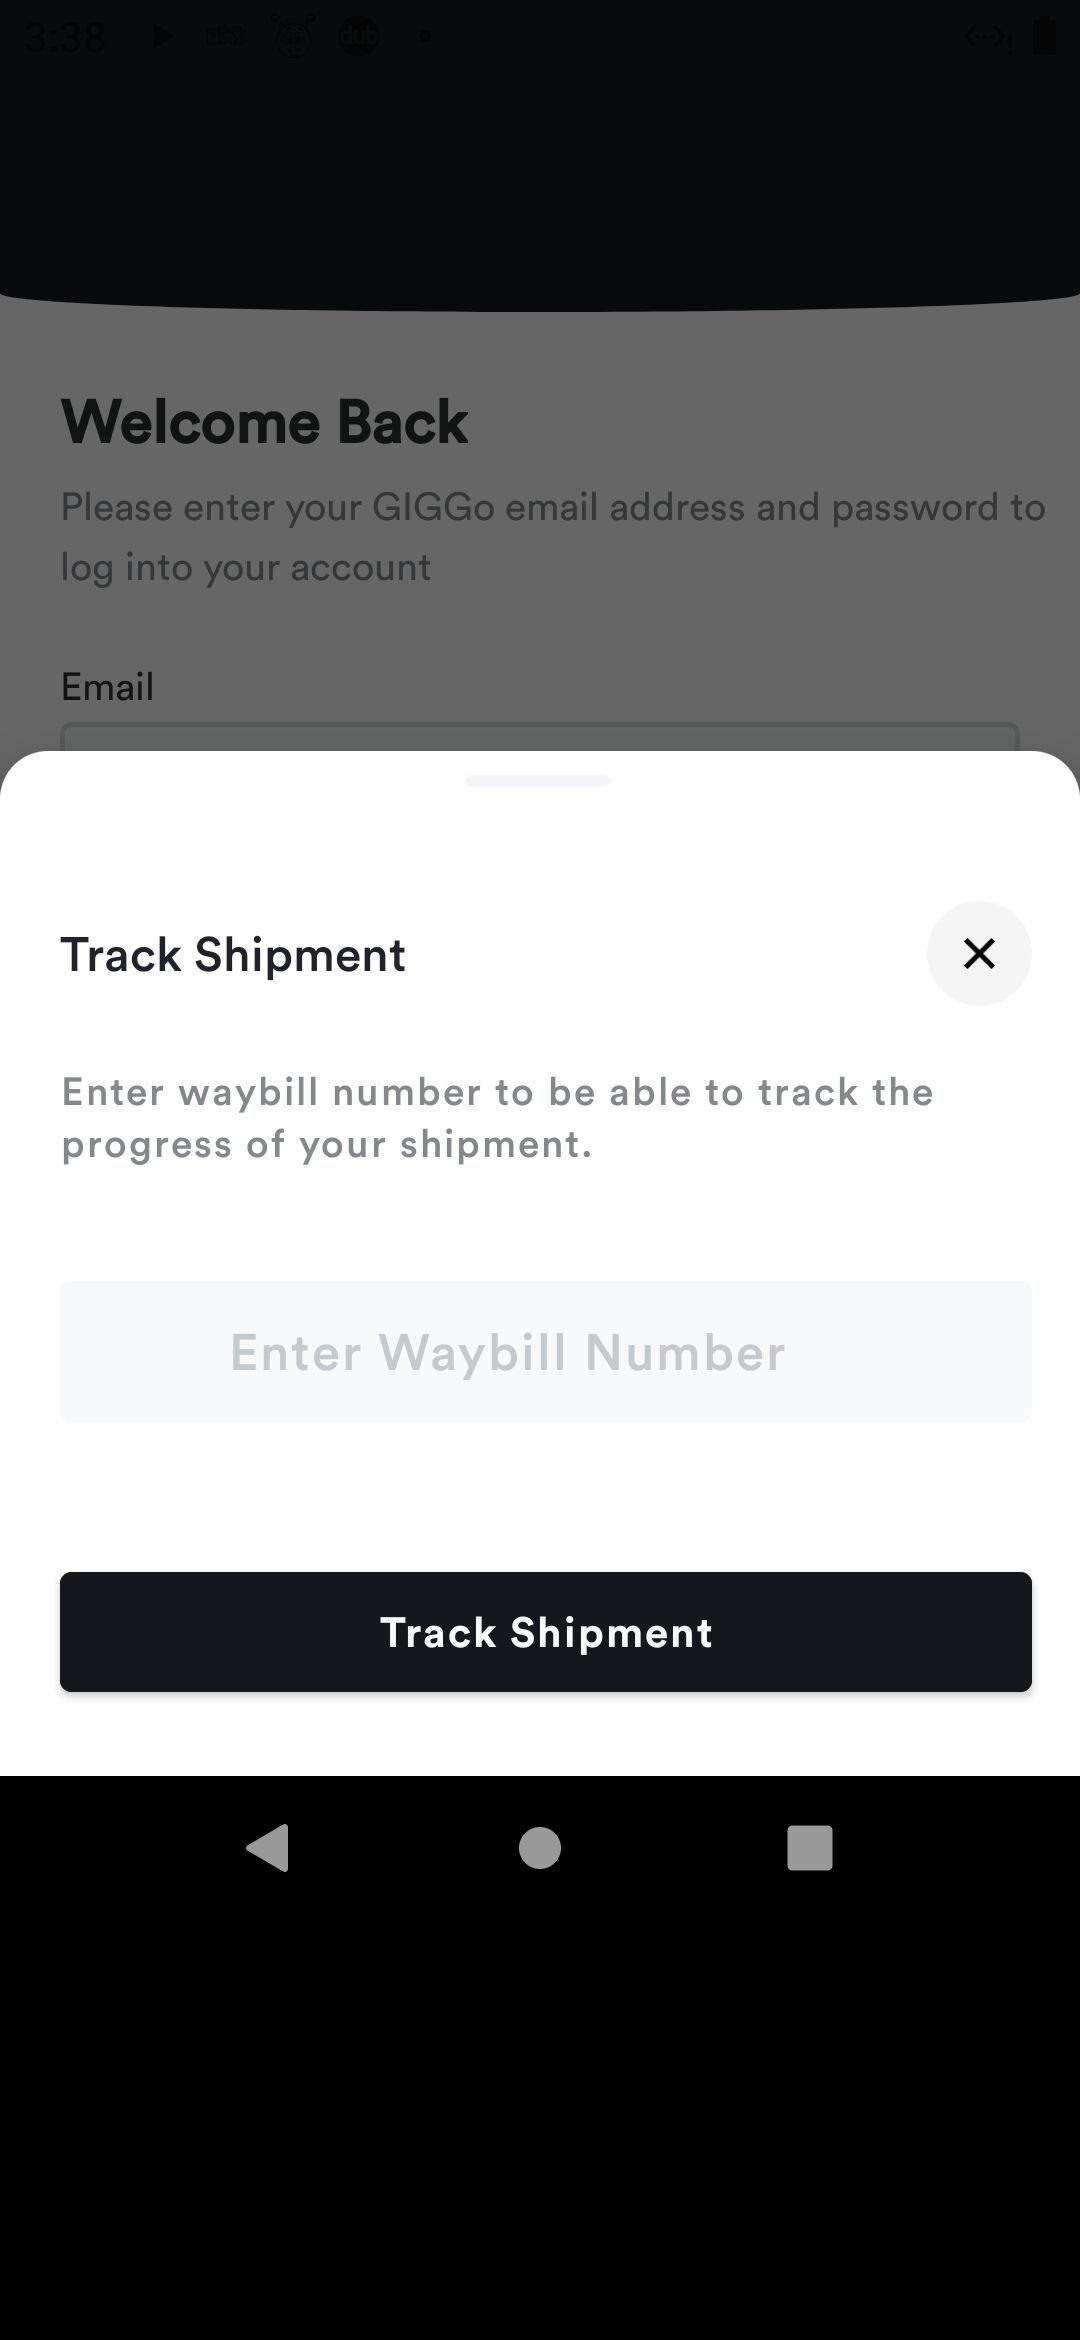 3:38
dub
Welcome Back
Please enter your GIGGo email address and password to
log into your account
Email
Track Shipment
Enter waybill number to be able to track the
progress of your shipment.
Enter Waybill Number
Track Shipment